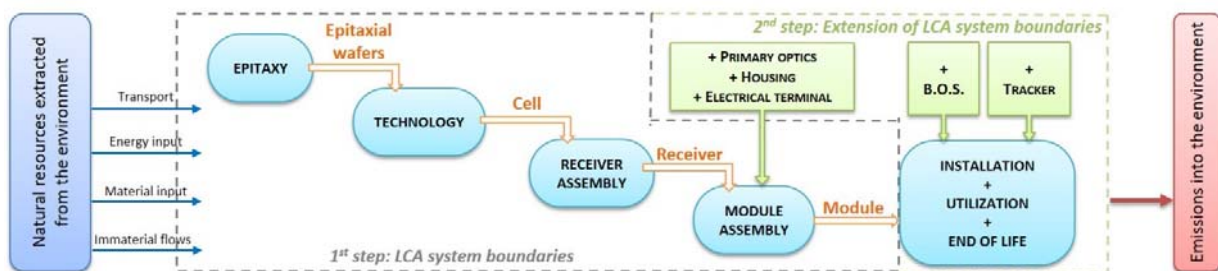 Natural resources extracted
from the environment
Transport
Energy input
Material input
Immaterial flows
EPITAXY
Epitaxial
wafers
TECHNOLOGY
Cell
RECEIVER
ASSEMBLY
Receiver
MODULE
ASSEMBLY
Module
1st step: LCA system boundaries
2nd step: Extension of LCA system boundaries
+ PRIMARY OPTICS
+ HOUSING
+ ELECTRICAL TERMINAL
+
B.O.S.
+
TRACKER
INSTALLATION
+
UTILIZATION
+
END OF LIFE
Emissions into the environment